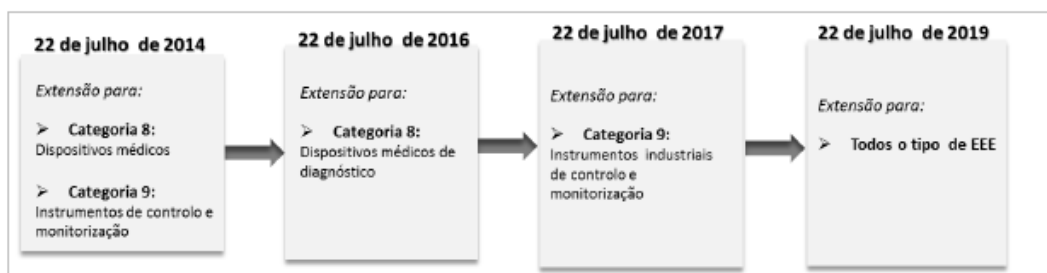 22 de julho de 2014
Extensão para:
➢ Categoria 8:
Dispositivos médicos
➢ Categoria 9:
Instrumentos de controlo e
monitorização
22 de julho de 2016
Extensão para:
➢ Categoria 8:
Dispositivos médicos de
diagnóstico
22 de julho de 2017
Extensão para:
➢ Categoria 9:
Instrumentos industriais
de controlo e
monitorização
22 de julho de 2019
Extensão para:
➢ Todos o tipo de EEE